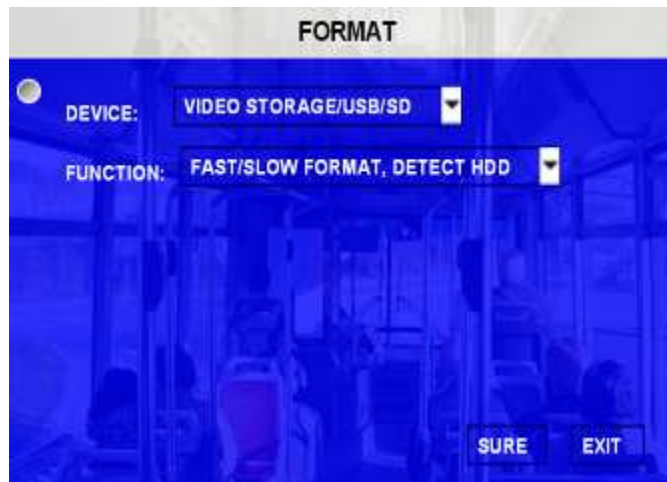 FORMAT
DEVICE: VIDEO STORAGE/USB/SD
FUNCTION: FAST/SLOW FORMAT, DETECT HDD
SURE EXIT